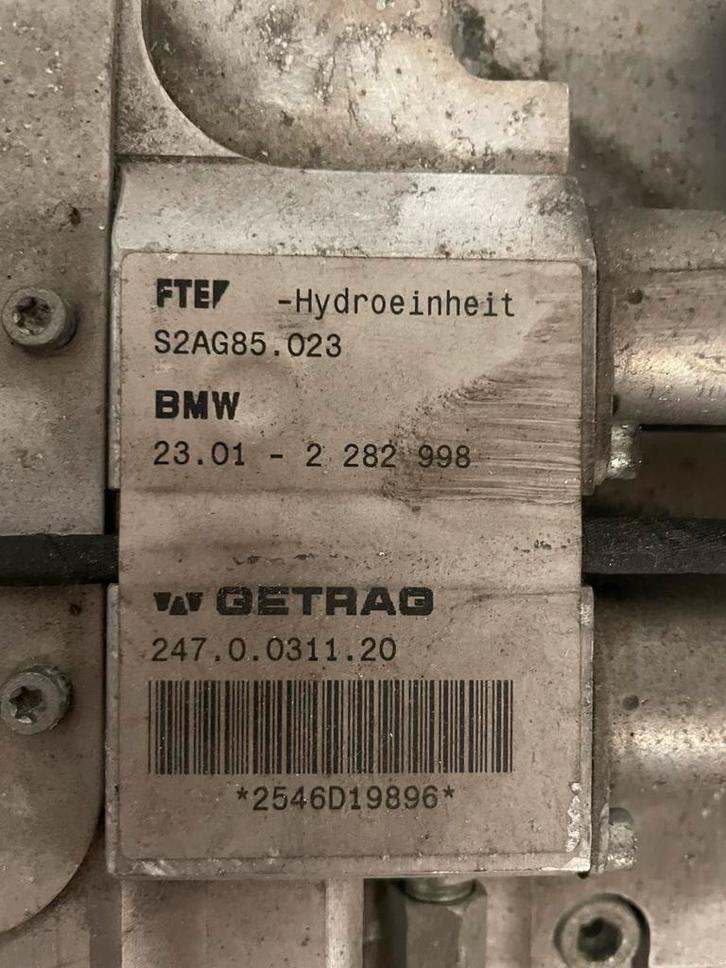 FTE -Hydroeinheit
S2AG85.023
BMW
23.01 - 2 282 998
GETRAG
247.0.0311.20
*2546D19896*